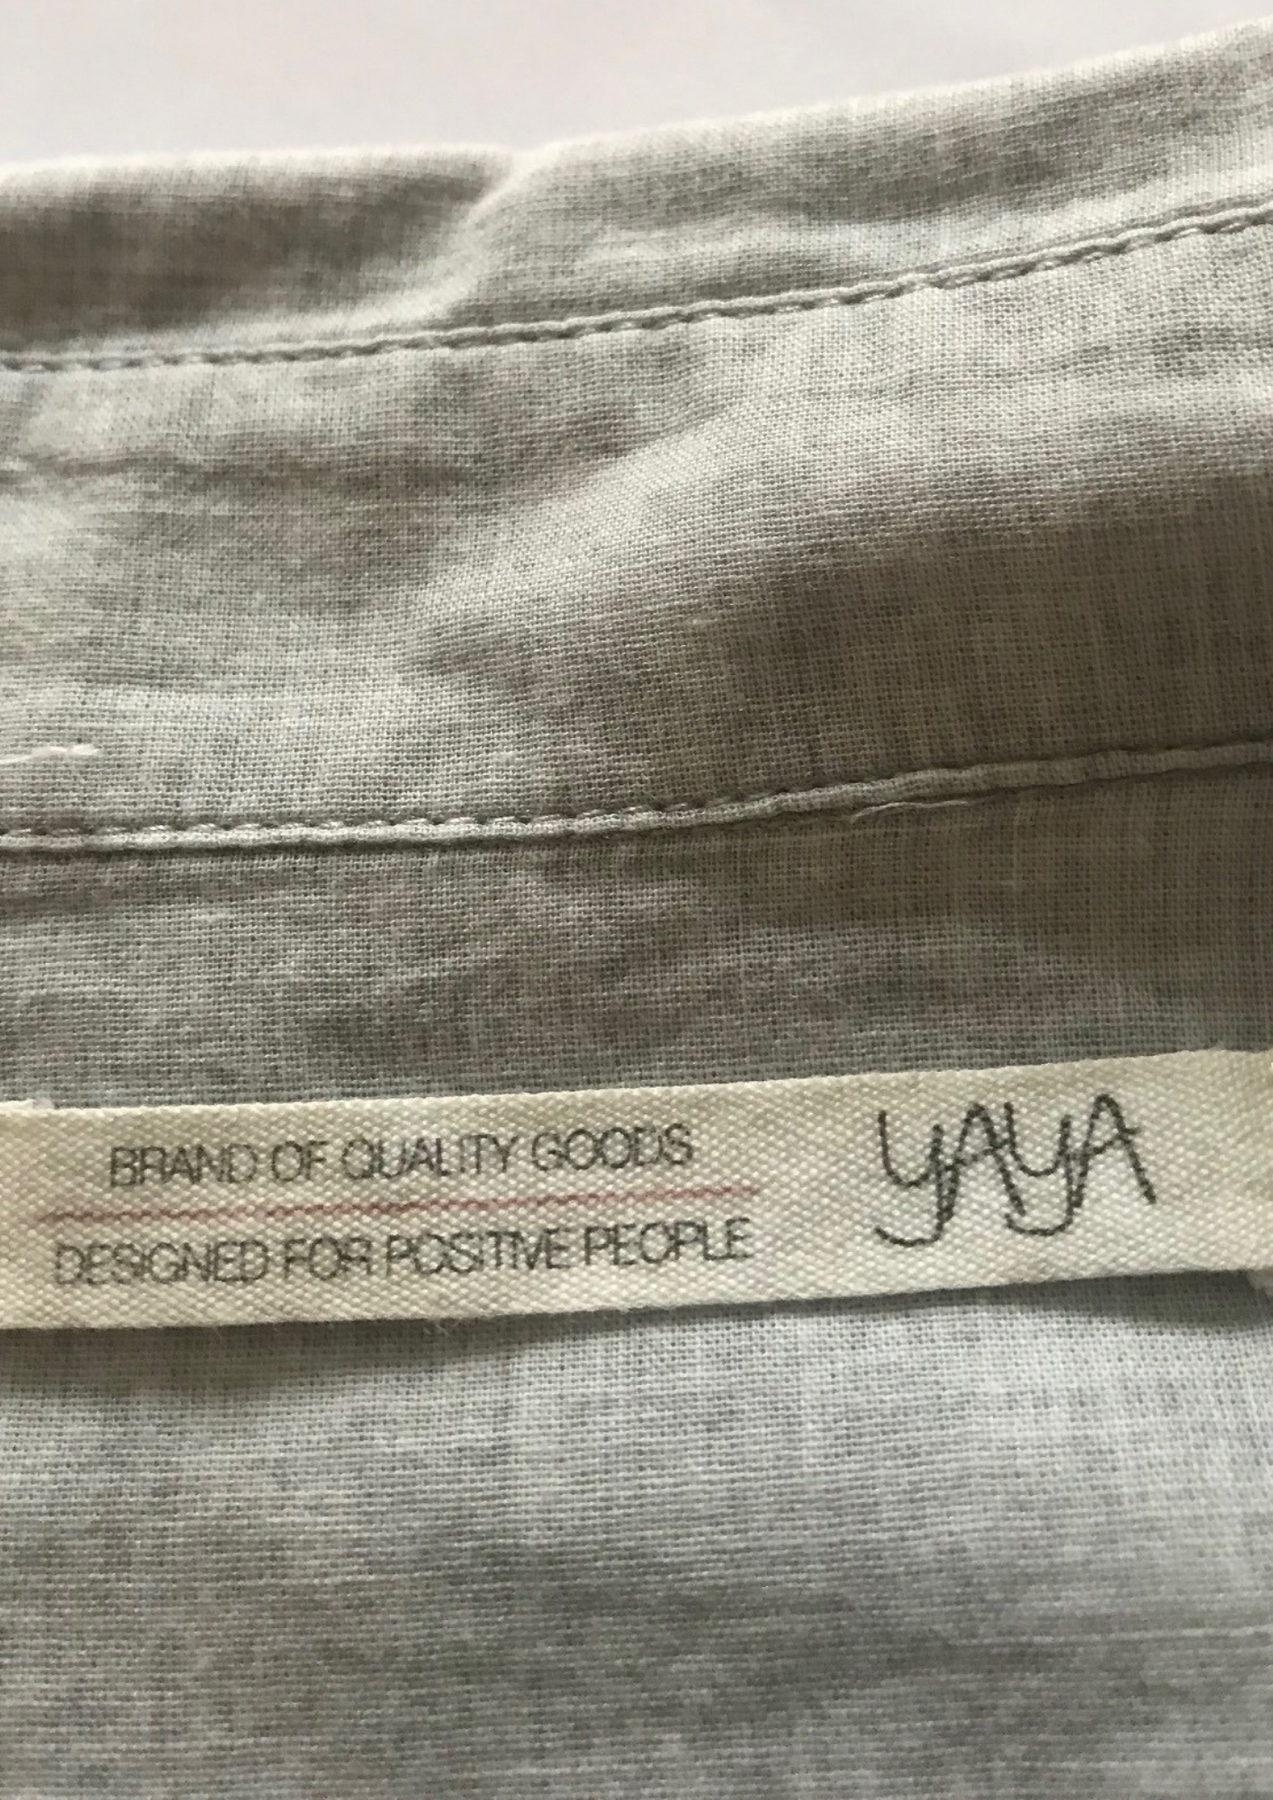 BRAND OF QUALITY GOODS
DESIGNED FOR POSITIVE PEOPLE
YAYA